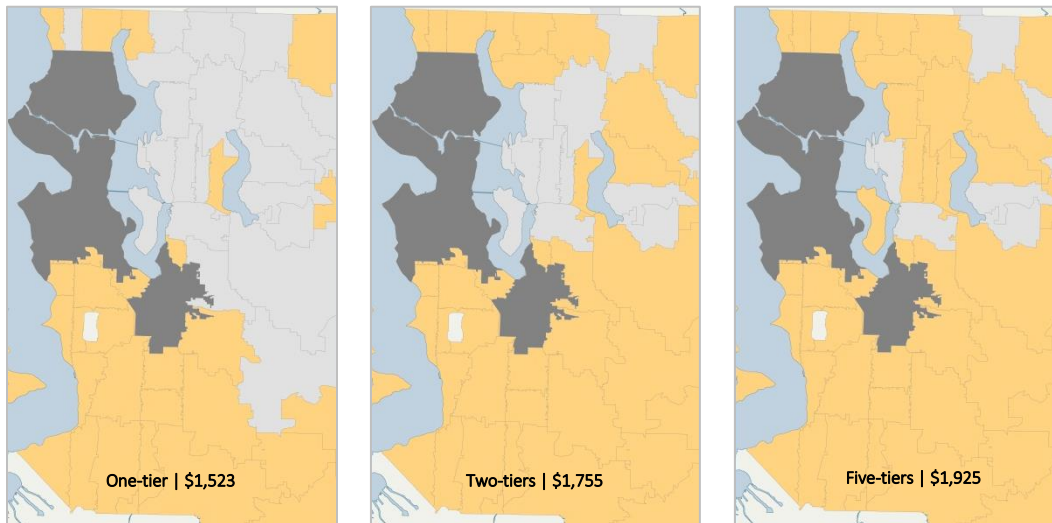 One-tier | $1,523
Two-tiers | $1,755
Five-tiers | $1,925